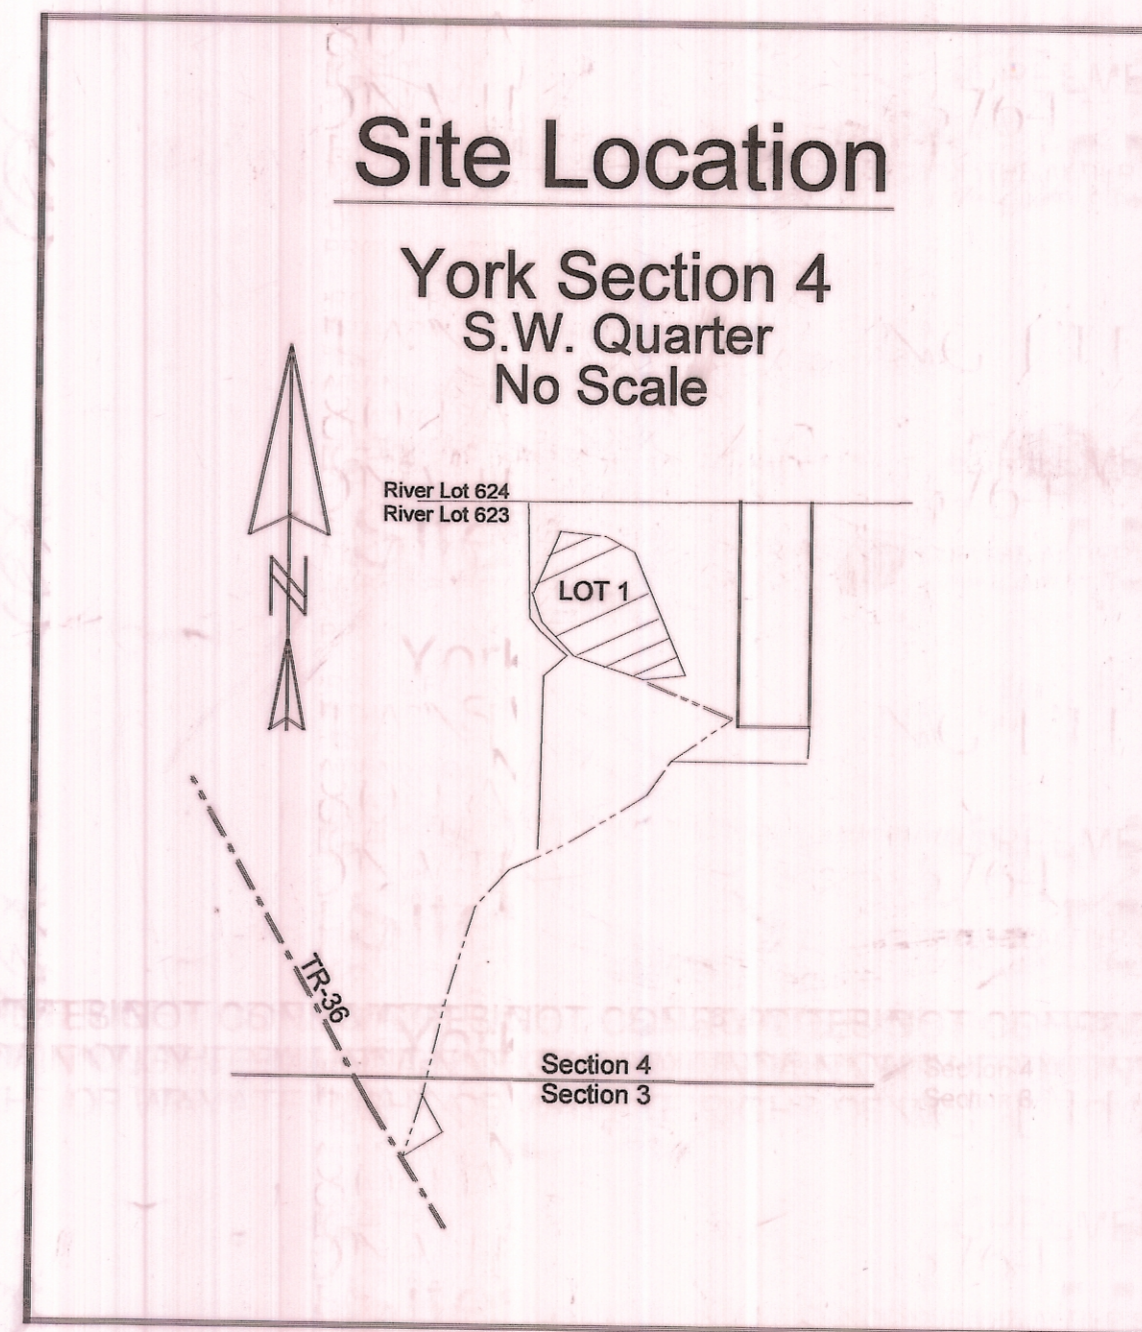 Site Location
York Section 4
S.W. Quarter
No Scale
N
River Lot 624
River Lot 623
LOT 1
TR-36
Section 4
Section 3